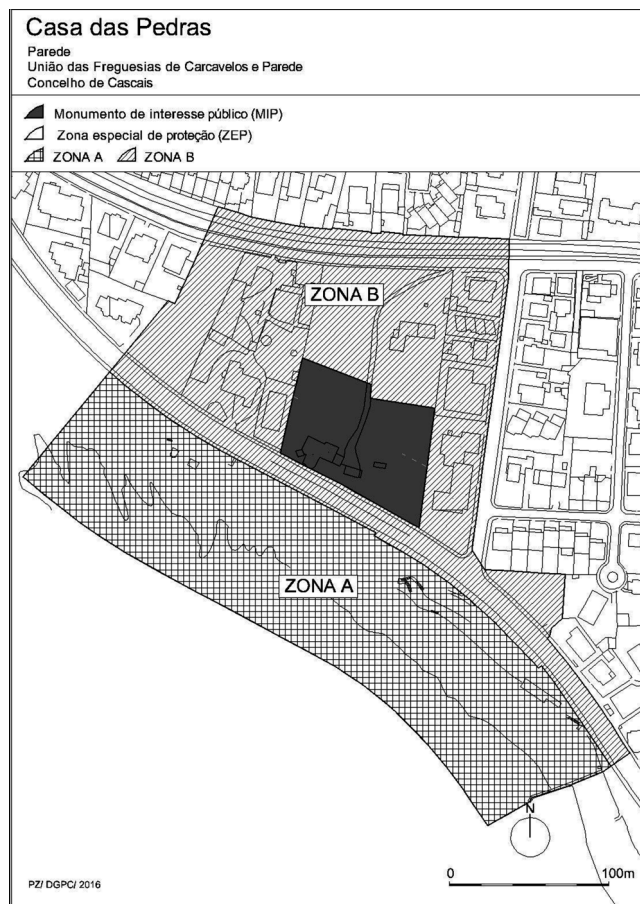 Casa das Pedras
Parede
União das Freguesias de Carcavelos e Parede
Concelho de Cascais
Monumento de interesse público (MIP)
Zona especial de proteção (ZEP)
ZONA A ZONA B
ZONA B
ZONA A
N
0 100m
PZ/ DGPC/ 2016